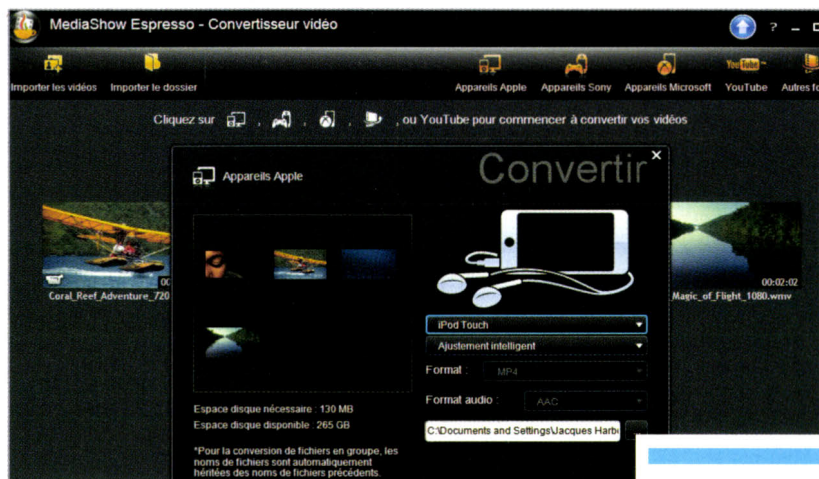 MediaShow Espresso - Convertisseur vidéo
?
Importer les vidéos Importer le dossier Appareils Apple Appareils Sony Appareils Microsoft YouTube Autres
Cliquez sur , , , , ou YouTube pour commencer à convertir vos vidéos
Appareils Apple
Convertir
Coral_Reef_Adventure_720
00:02:02
Magic_of_Flight_1080.wmv
iPod Touch
Ajustement intelligent
Format : MP4
Format audio : AAC
Espace disque nécessaire : 130 MB
Espace disque disponible : 265 GB
C:\Documents and Settings\Jacques
*Pour la conversion de fichiers en groupe, les
noms de fichiers sont automatiquement
héritées des noms de fichiers précédents.